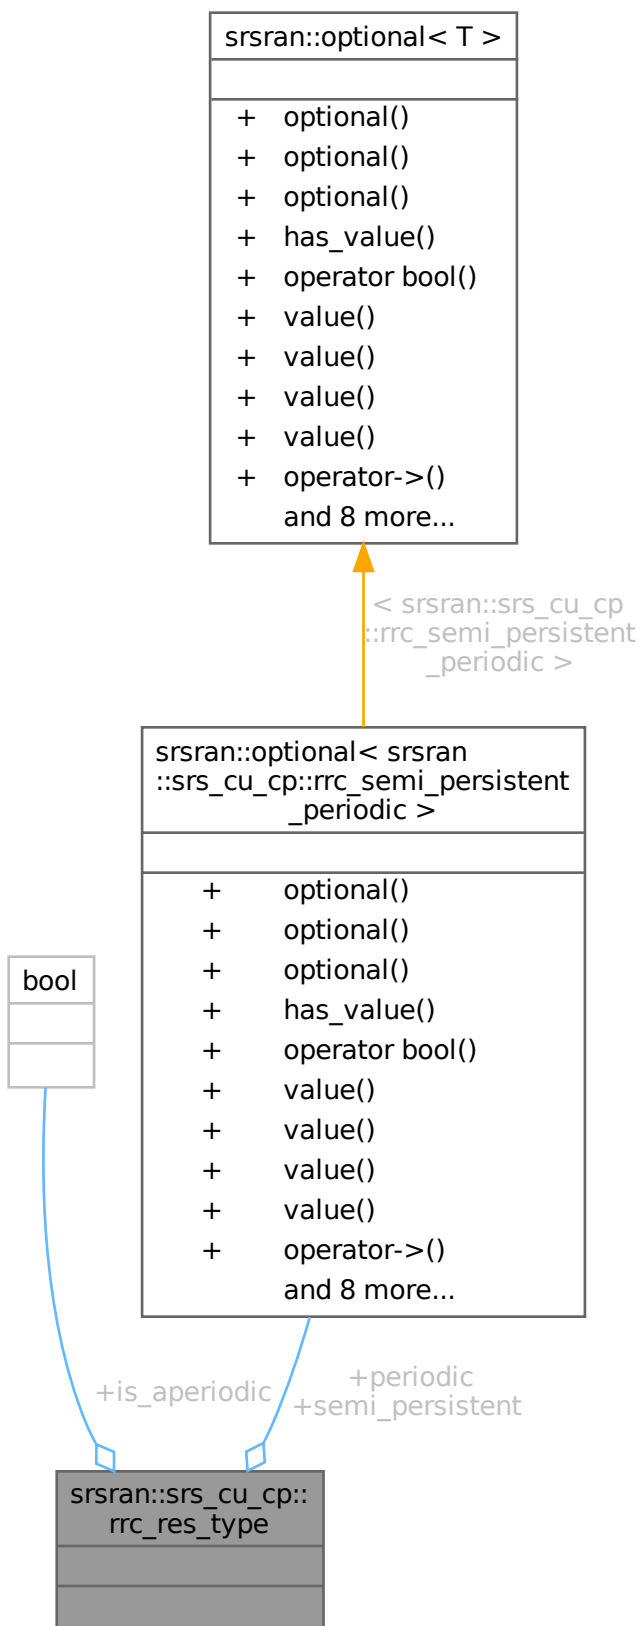 srsran::optional< T >
+ optional()
+ optional()
+ optional()
+ has_value()
+ operator bool()
+ value()
+ value()
+ value()
+ value()
+ operator->()
and 8 more...
< srsran::srs_cu_cp
::rrc_semi_persistent
_periodic >
srsran::optional< srsran
::srs_cu_cp::rrc_semi_persistent
_periodic >
+ optional()
+ optional()
+ optional()
+ has_value()
+ operator bool()
+ value()
+ value()
+ value()
+ value()
+ operator->()
and 8 more...
bool
+is_aperiodic
+periodic
+semi_persistent
srsran::srs_cu_cp::
rrc_res_type